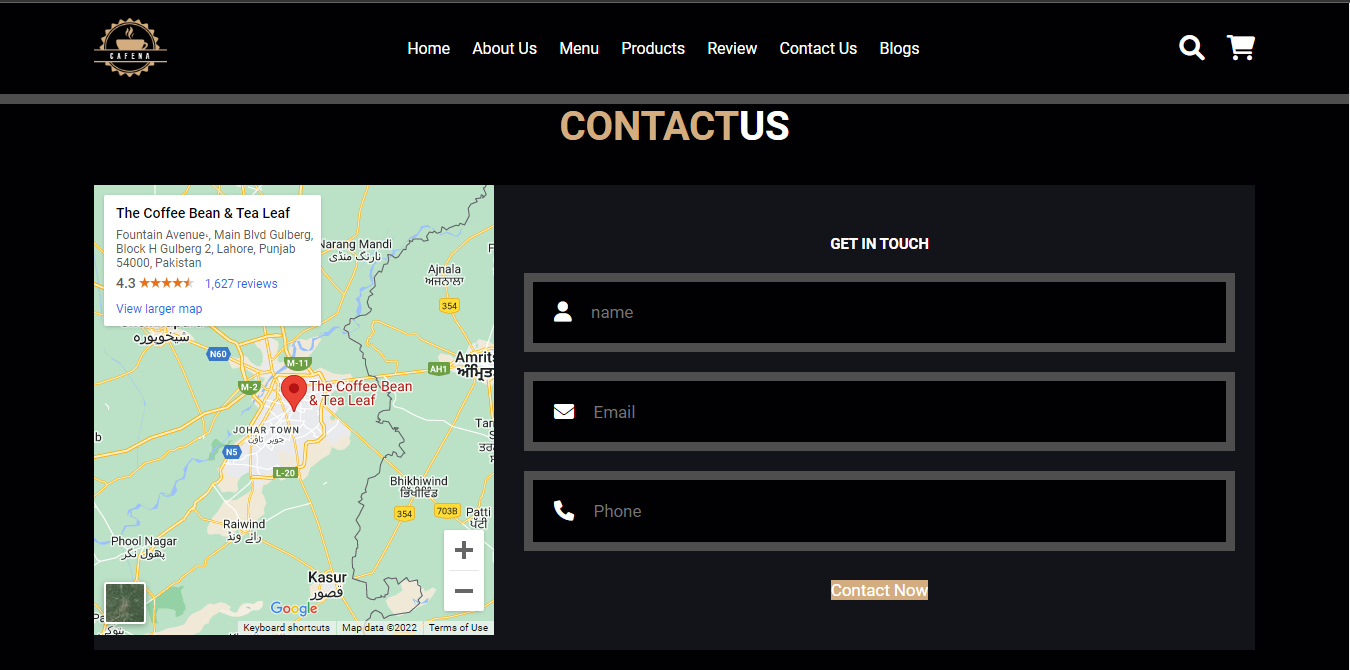 CAFENA
Home About Us Menu Products Review Contact Us Blogs
CONTACTUS
The Coffee Bean & Tea Leaf
Fountain Avenue،, Main Blvd Gulberg,
Block H Gulberg 2, Lahore, Punjab
54000, Pakistan
4.3 1,627 reviews
View larger map
Narang Mandi
نارنگ منڈی
Ajnala
ਅਜਨਾਲਾ
354
شیخوپورہ
N60
M-11
AH1
Amrits
ਅੰਮ੍ਰਿਤਸ
M-2
The Coffee Bean
& Tea Leaf
JOHAR TOWN
جوہر ٹاؤن
N5
L-20
Tar
ਤਰ
Bhikhiwind
ਭਿੱਖੀਵਿੰਡ
354
703B
Patti
ਪੱਟੀ
Raiwind
رائے ونڈ
Phool Nagar
پھول نگر
Kasur
قصور
Google
Keyboard shortcuts Map data ©2022 Terms of Use
GET IN TOUCH
name
Email
Phone
Contact Now